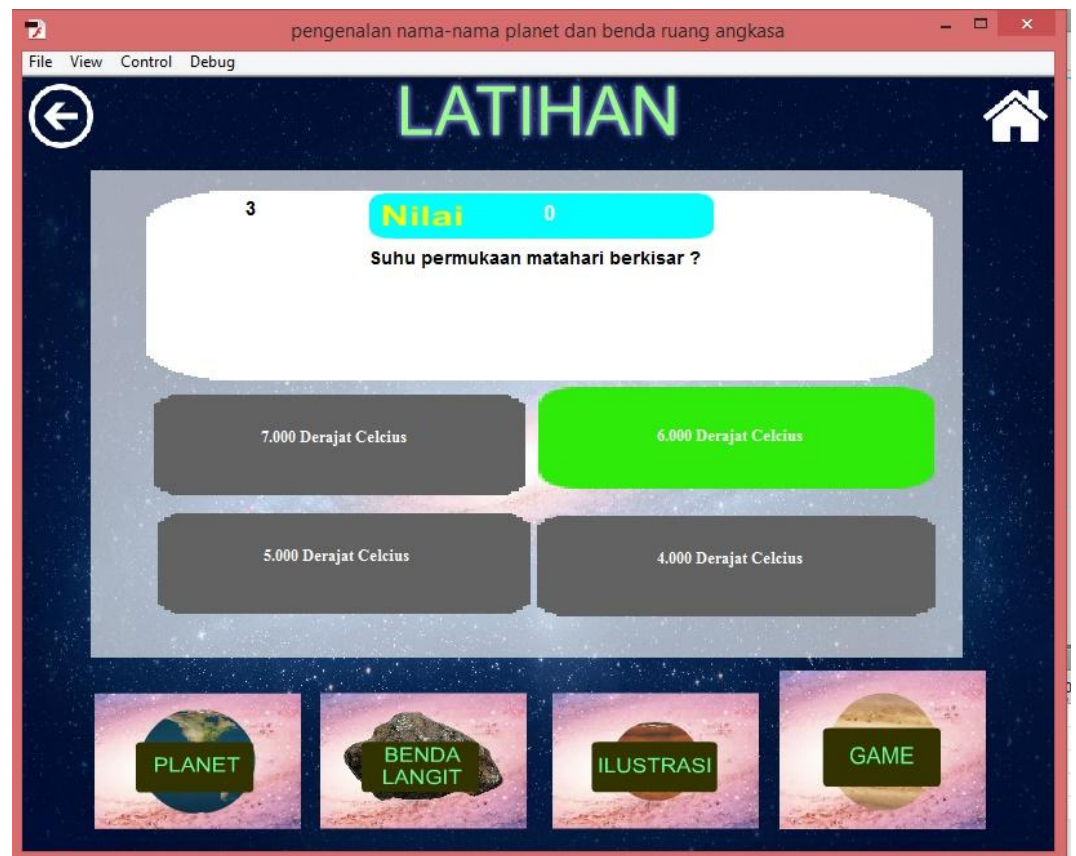 pengenalan nama-nama planet dan benda ruang angkasa
File View Control Debug
LATIHAN
3
Nilai 0
Suhu permukaan matahari berkisar ?
7.000 Derajat Celcius
6.000 Derajat Celcius
5.000 Derajat Celcius
4.000 Derajat Celcius
PLANET
BENDA
LANGIT
ILUSTRASI
GAME